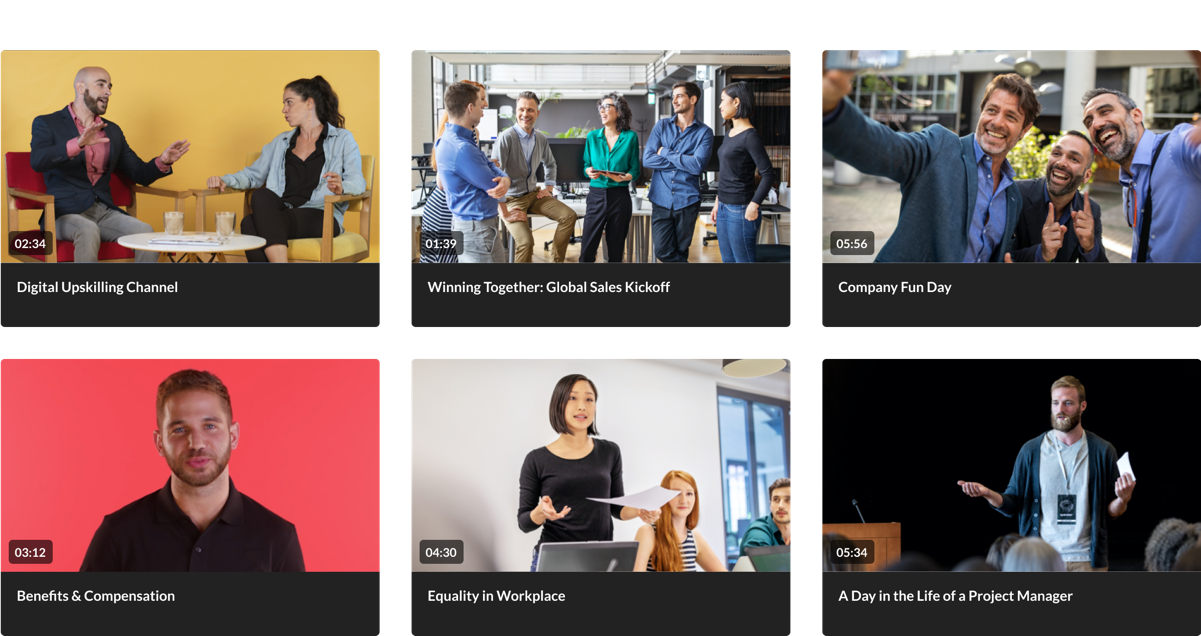 02:34
01:39
05:56
Digital Upskilling Channel
Winning Together: Global Sales Kickoff
Company Fun Day
03:12
04:30
05:34
Benefits & Compensation
Equality in Workplace
A Day in the Life of a Project Manager